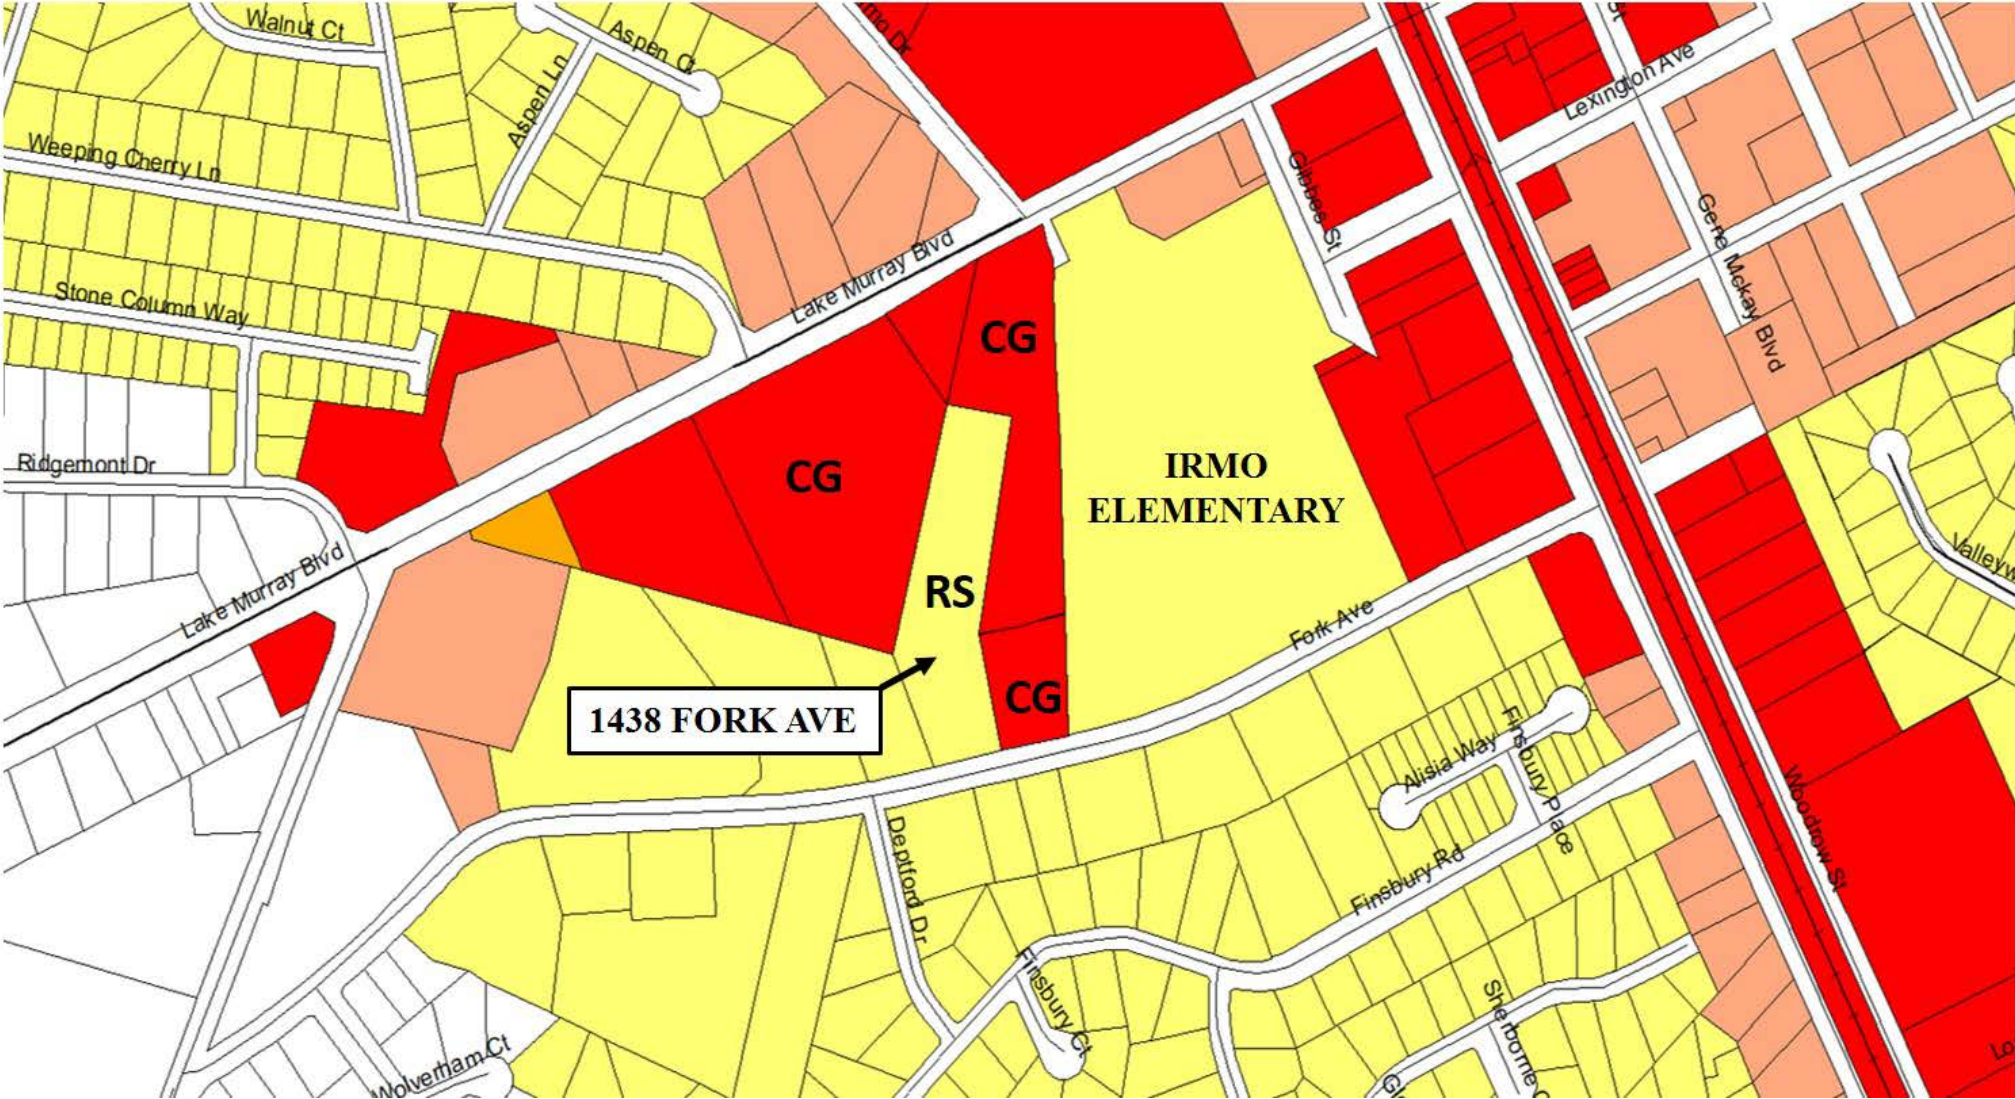 Walnut Ct
Aspen Ct
Aspen Ln
Lexington Ave
Weeping Cherry Ln
Gibbes St
Gene Mckay Blvd
Lake Murray Blvd
Stone Column Way
CG
Ridgemont Dr
CG
IRMO
ELEMENTARY
RS
Lake Murray Blvd
Fork Ave
CG
1438 FORK AVE
Alisia Way
Finsbury Place
Woodrow St
Deptford Dr
Finsbury Rd
Finsbury Ct
Wolverham Ct
Sherborne
St
Dr